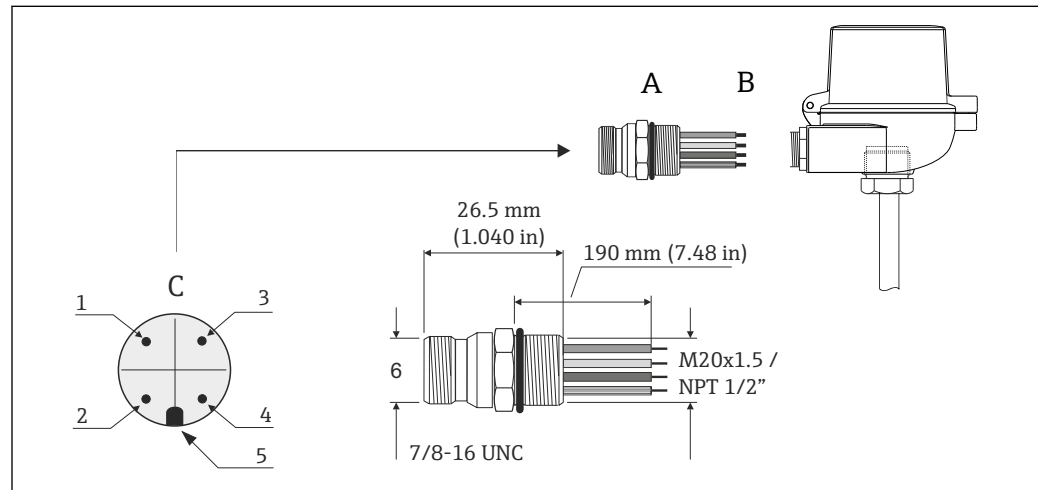 A
B
26.5 mm
(1.040 in)
190 mm (7.48 in)
C
1
3
2
4
5
6
M20x1.5 /
NPT 1/2”
7/8-16 UNC